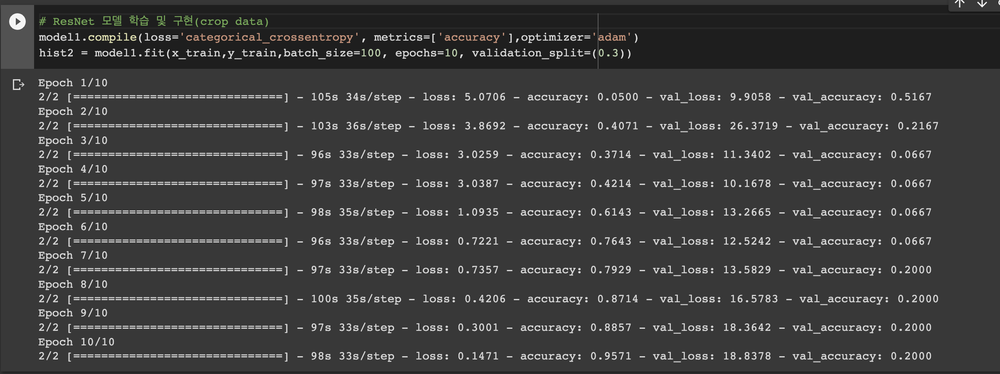 # ResNet 모델 학습 및 구현(crop data)
model1.compile(loss='categorical_crossentropy', metrics=['accuracy'],optimizer='adam')
hist2 = model1.fit(x_train,y_train,batch_size=100, epochs=10, validation_split=(0.3))
Epoch 1/10
2/2 [==============================] - 105s 34s/step - loss: 5.0706 - accuracy: 0.0500 - val_loss: 9.9058 - val_accuracy: 0.5167
Epoch 2/10
2/2 [==============================] - 103s 36s/step - loss: 3.8692 - accuracy: 0.4071 - val_loss: 26.3719 - val_accuracy: 0.2167
Epoch 3/10
2/2 [==============================] - 96s 33s/step - loss: 3.0259 - accuracy: 0.3714 - val_loss: 11.3402 - val_accuracy: 0.0667
Epoch 4/10
2/2 [==============================] - 97s 33s/step - loss: 3.0387 - accuracy: 0.4214 - val_loss: 10.1678 - val_accuracy: 0.0667
Epoch 5/10
2/2 [==============================] - 98s 35s/step - loss: 1.0935 - accuracy: 0.6143 - val_loss: 13.2665 - val_accuracy: 0.0667
Epoch 6/10
2/2 [==============================] - 96s 33s/step - loss: 0.7221 - accuracy: 0.7643 - val_loss: 12.5242 - val_accuracy: 0.0667
Epoch 7/10
2/2 [==============================] - 97s 33s/step - loss: 0.7357 - accuracy: 0.7929 - val_loss: 13.5829 - val_accuracy: 0.2000
Epoch 8/10
2/2 [==============================] - 100s 35s/step - loss: 0.4206 - accuracy: 0.8714 - val_loss: 16.5783 - val_accuracy: 0.2000
Epoch 9/10
2/2 [==============================] - 97s 33s/step - loss: 0.3001 - accuracy: 0.8857 - val_loss: 18.3642 - val_accuracy: 0.2000
Epoch 10/10
2/2 [==============================] - 98s 33s/step - loss: 0.1471 - accuracy: 0.9571 - val_loss: 18.8378 - val_accuracy: 0.2000